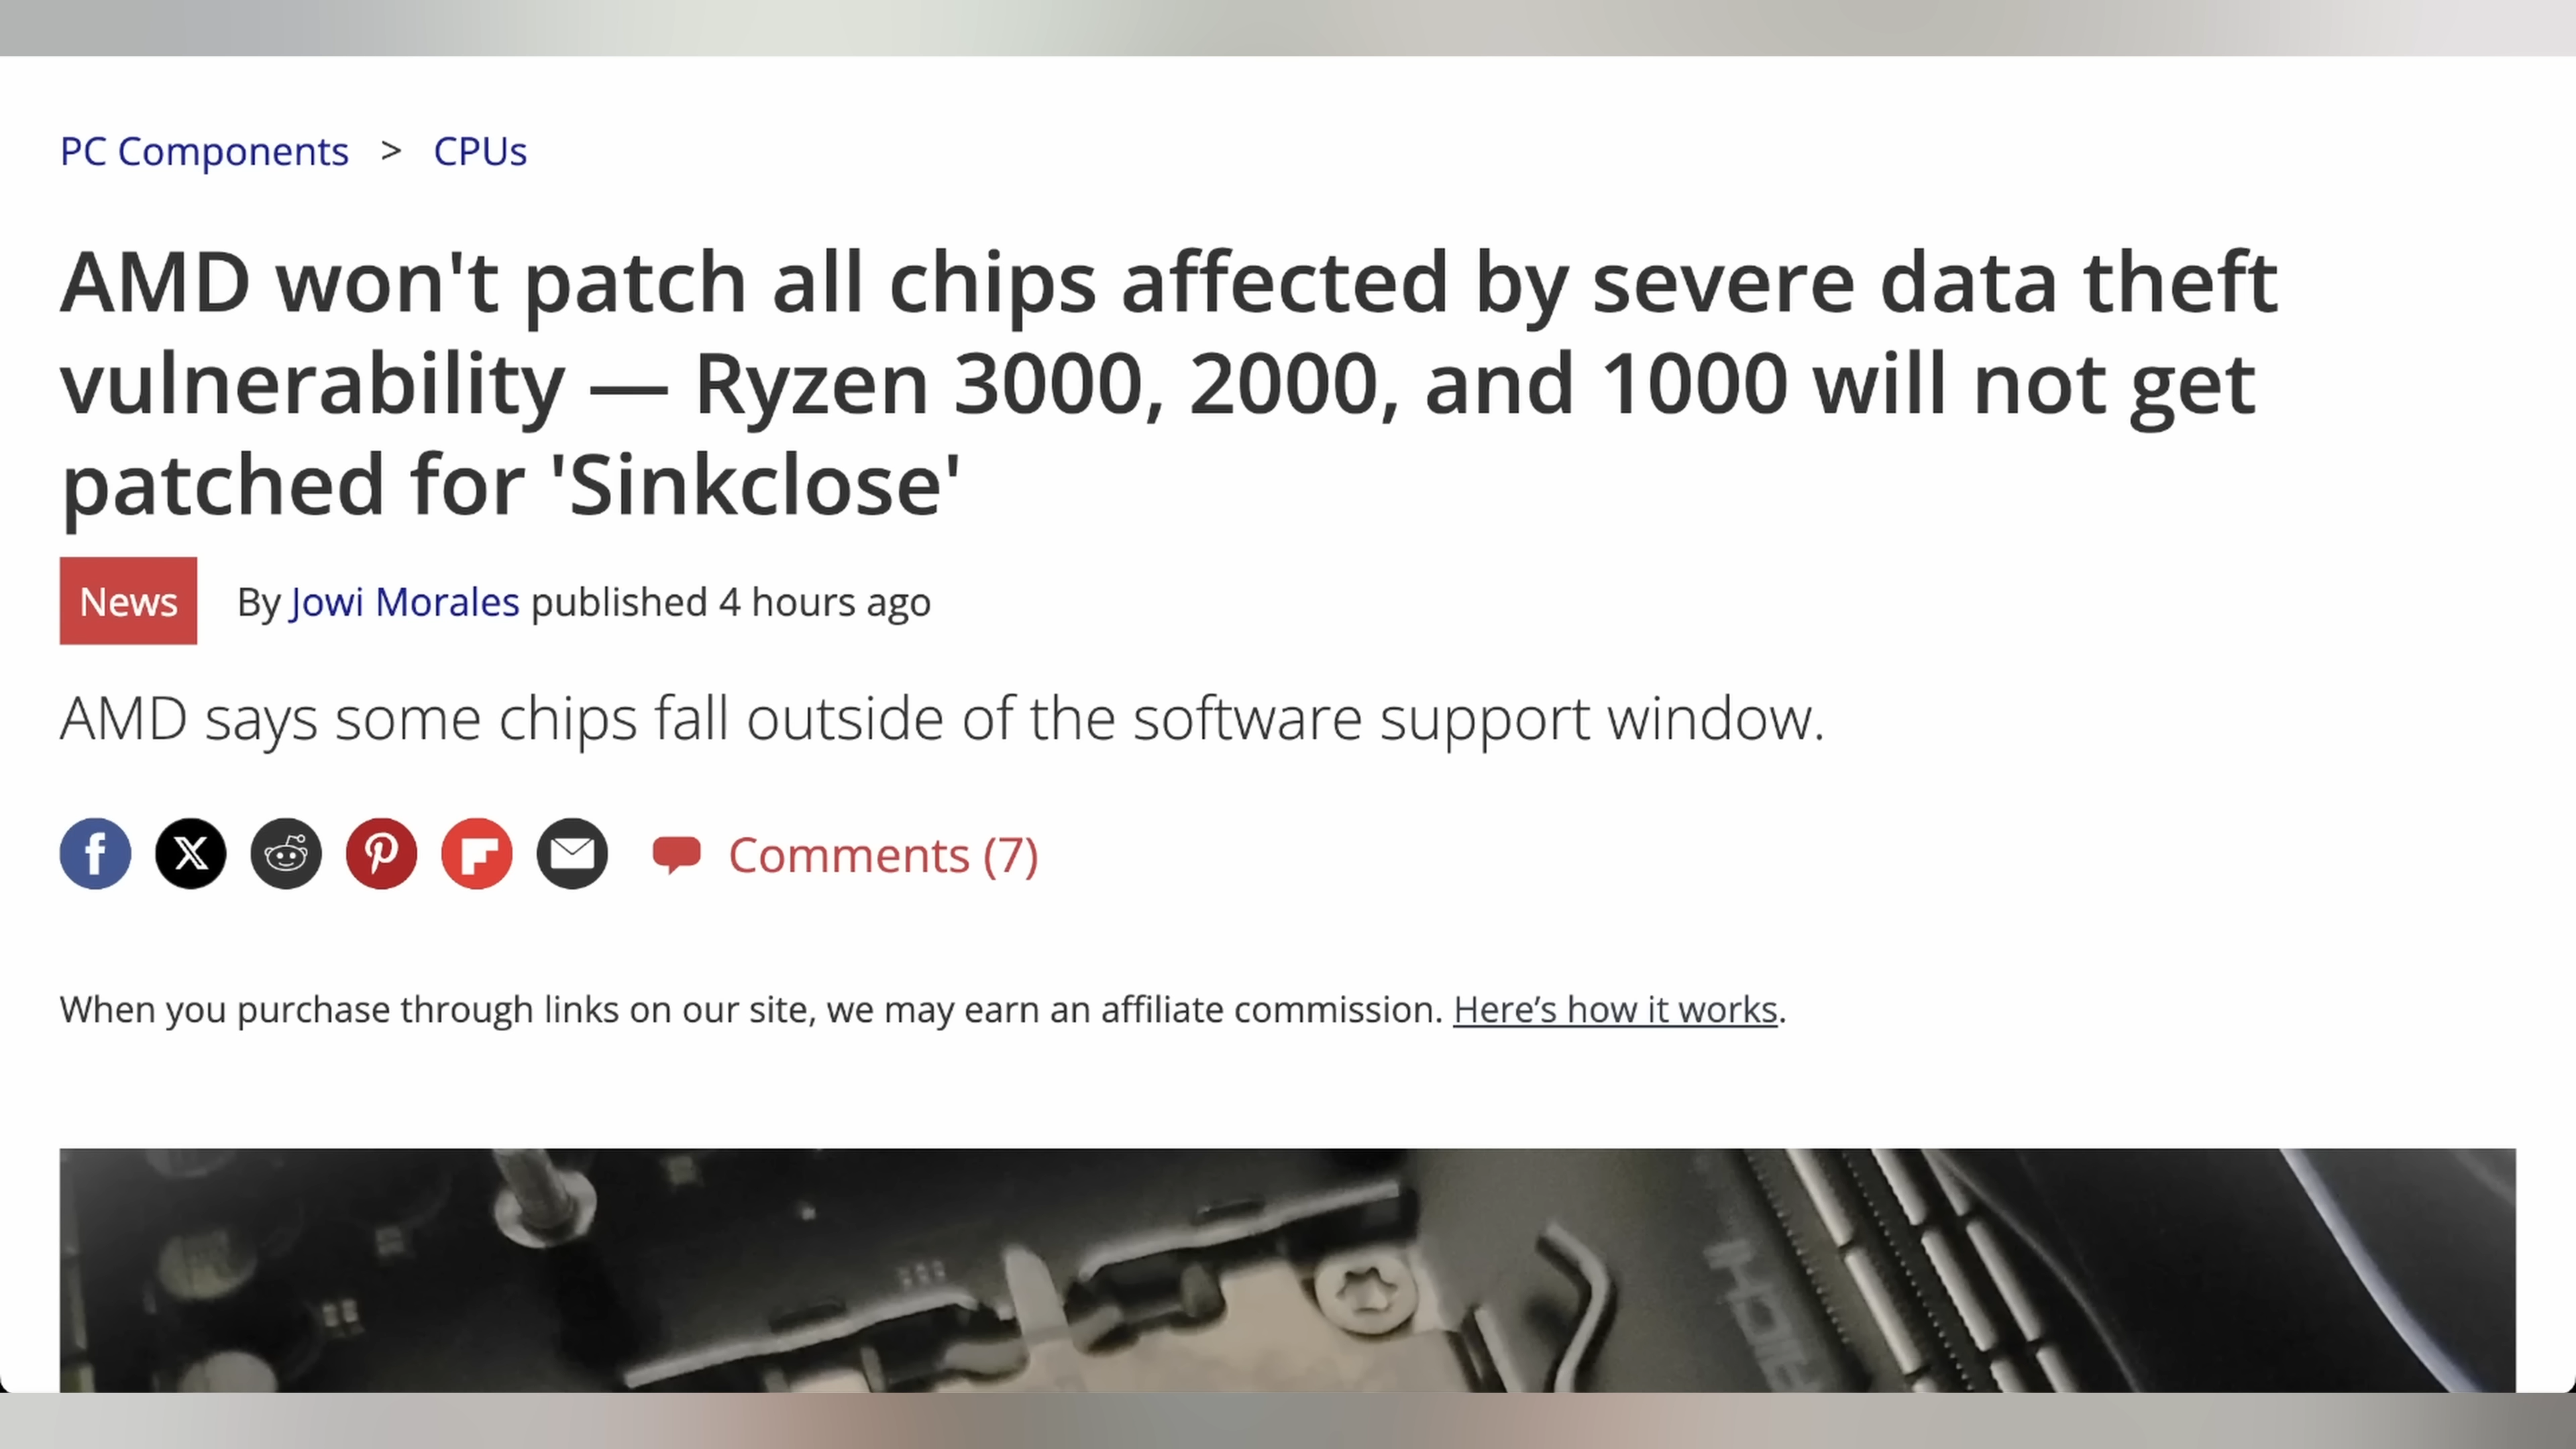 PC Components > CPUs
AMD won't patch all chips affected by severe data theft
vulnerability — Ryzen 3000, 2000, and 1000 will not get
patched for 'Sinkclose'
News By Jowi Morales published 4 hours ago
AMD says some chips fall outside of the software support window.
Comments (7)
When you purchase through links on our site, we may earn an affiliate commission. Here’s how it works.